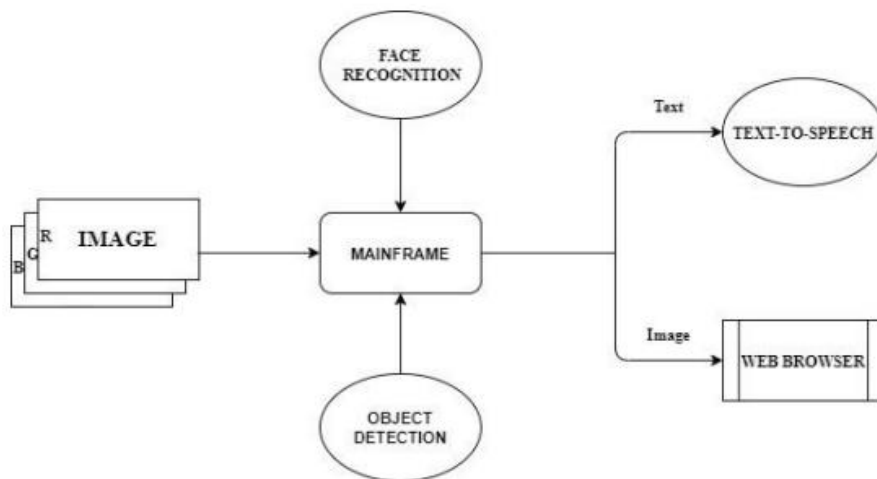 FACE
RECOGNITION
Text
TEXT-TO-SPEECH
R
IMAGE
G
B
MAINFRAME
Image
WEB BROWSER
OBJECT
DETECTION